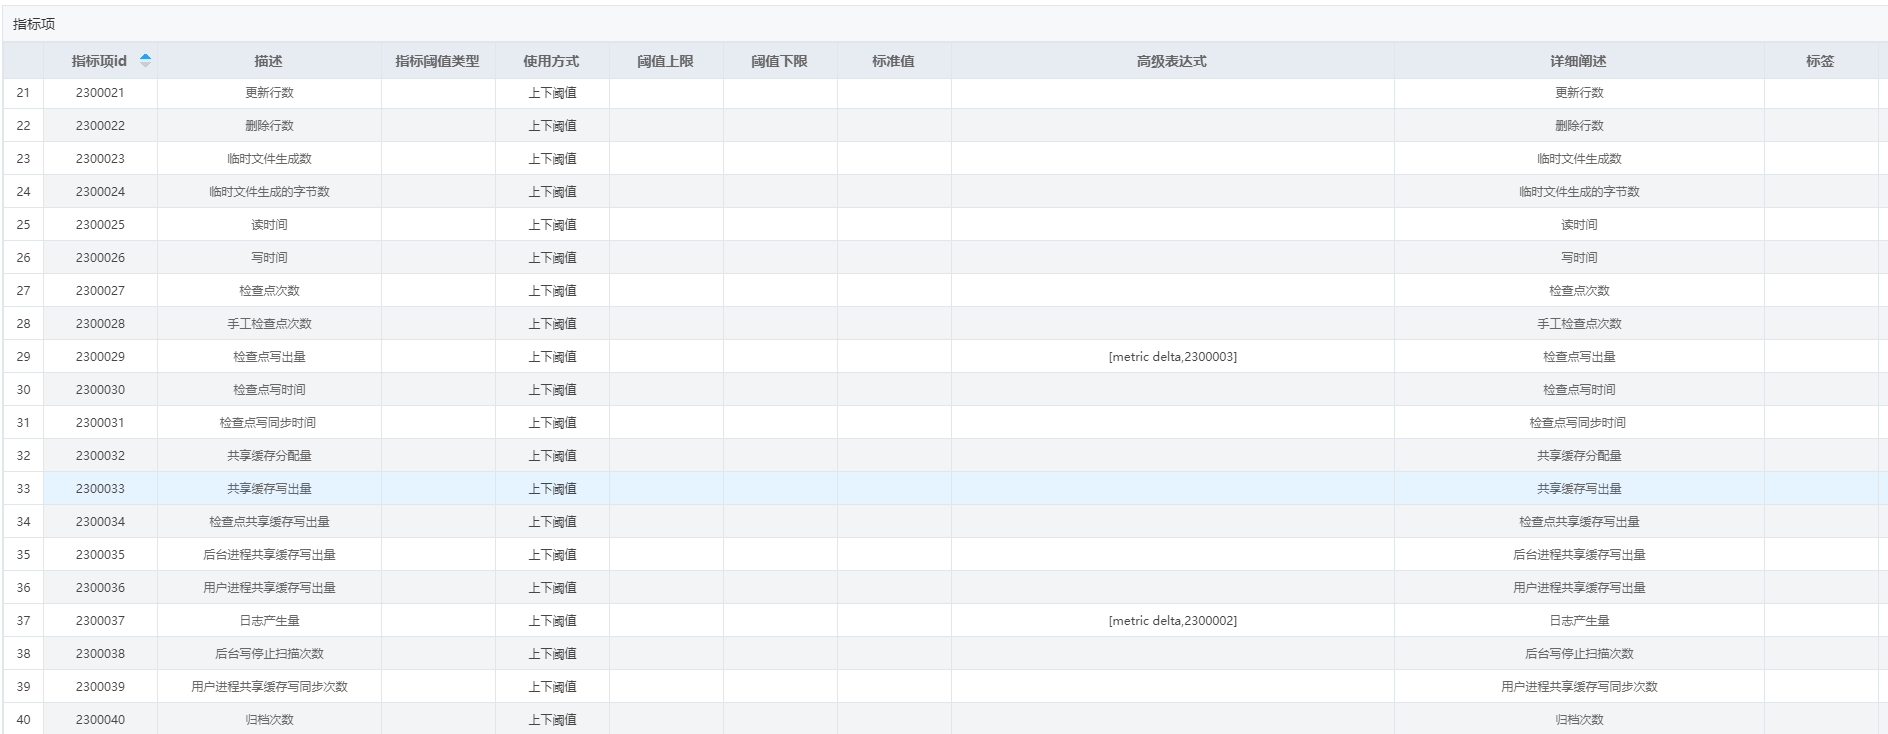 指标项
指标项id 描述 指标阈值类型 使用方式 阈值上限 阈值下限 标准值 高级表达式 详细阐述 标签
21 2300021 更新行数 上下阈值 更新行数
22 2300022 删除行数 上下阈值 删除行数
23 2300023 临时文件生成数 上下阈值 临时文件生成数
24 2300024 临时文件生成的字节数 上下阈值 临时文件生成的字节数
25 2300025 读时间 上下阈值 读时间
26 2300026 写时间 上下阈值 写时间
27 2300027 检查点次数 上下阈值 检查点次数
28 2300028 手工检查点次数 上下阈值 手工检查点次数
29 2300029 检查点写出量 上下阈值 [metric delta,2300003] 检查点写出量
30 2300030 检查点写时间 上下阈值 检查点写时间
31 2300031 检查点写同步时间 上下阈值 检查点写同步时间
32 2300032 共享缓存分配量 上下阈值 共享缓存分配量
33 2300033 共享缓存写出量 上下阈值 共享缓存写出量
34 2300034 检查点共享缓存写出量 上下阈值 检查点共享缓存写出量
35 2300035 后台进程共享缓存写出量 上下阈值 后台进程共享缓存写出量
36 2300036 用户进程共享缓存写出量 上下阈值 用户进程共享缓存写出量
37 2300037 日志产生量 上下阈值 [metric delta,2300002] 日志产生量
38 2300038 后台写停止扫描次数 上下阈值 后台写停止扫描次数
39 2300039 用户进程共享缓存写同步次数 上下阈值 用户进程共享缓存写同步次数
40 2300040 归档次数 上下阈值 归档次数